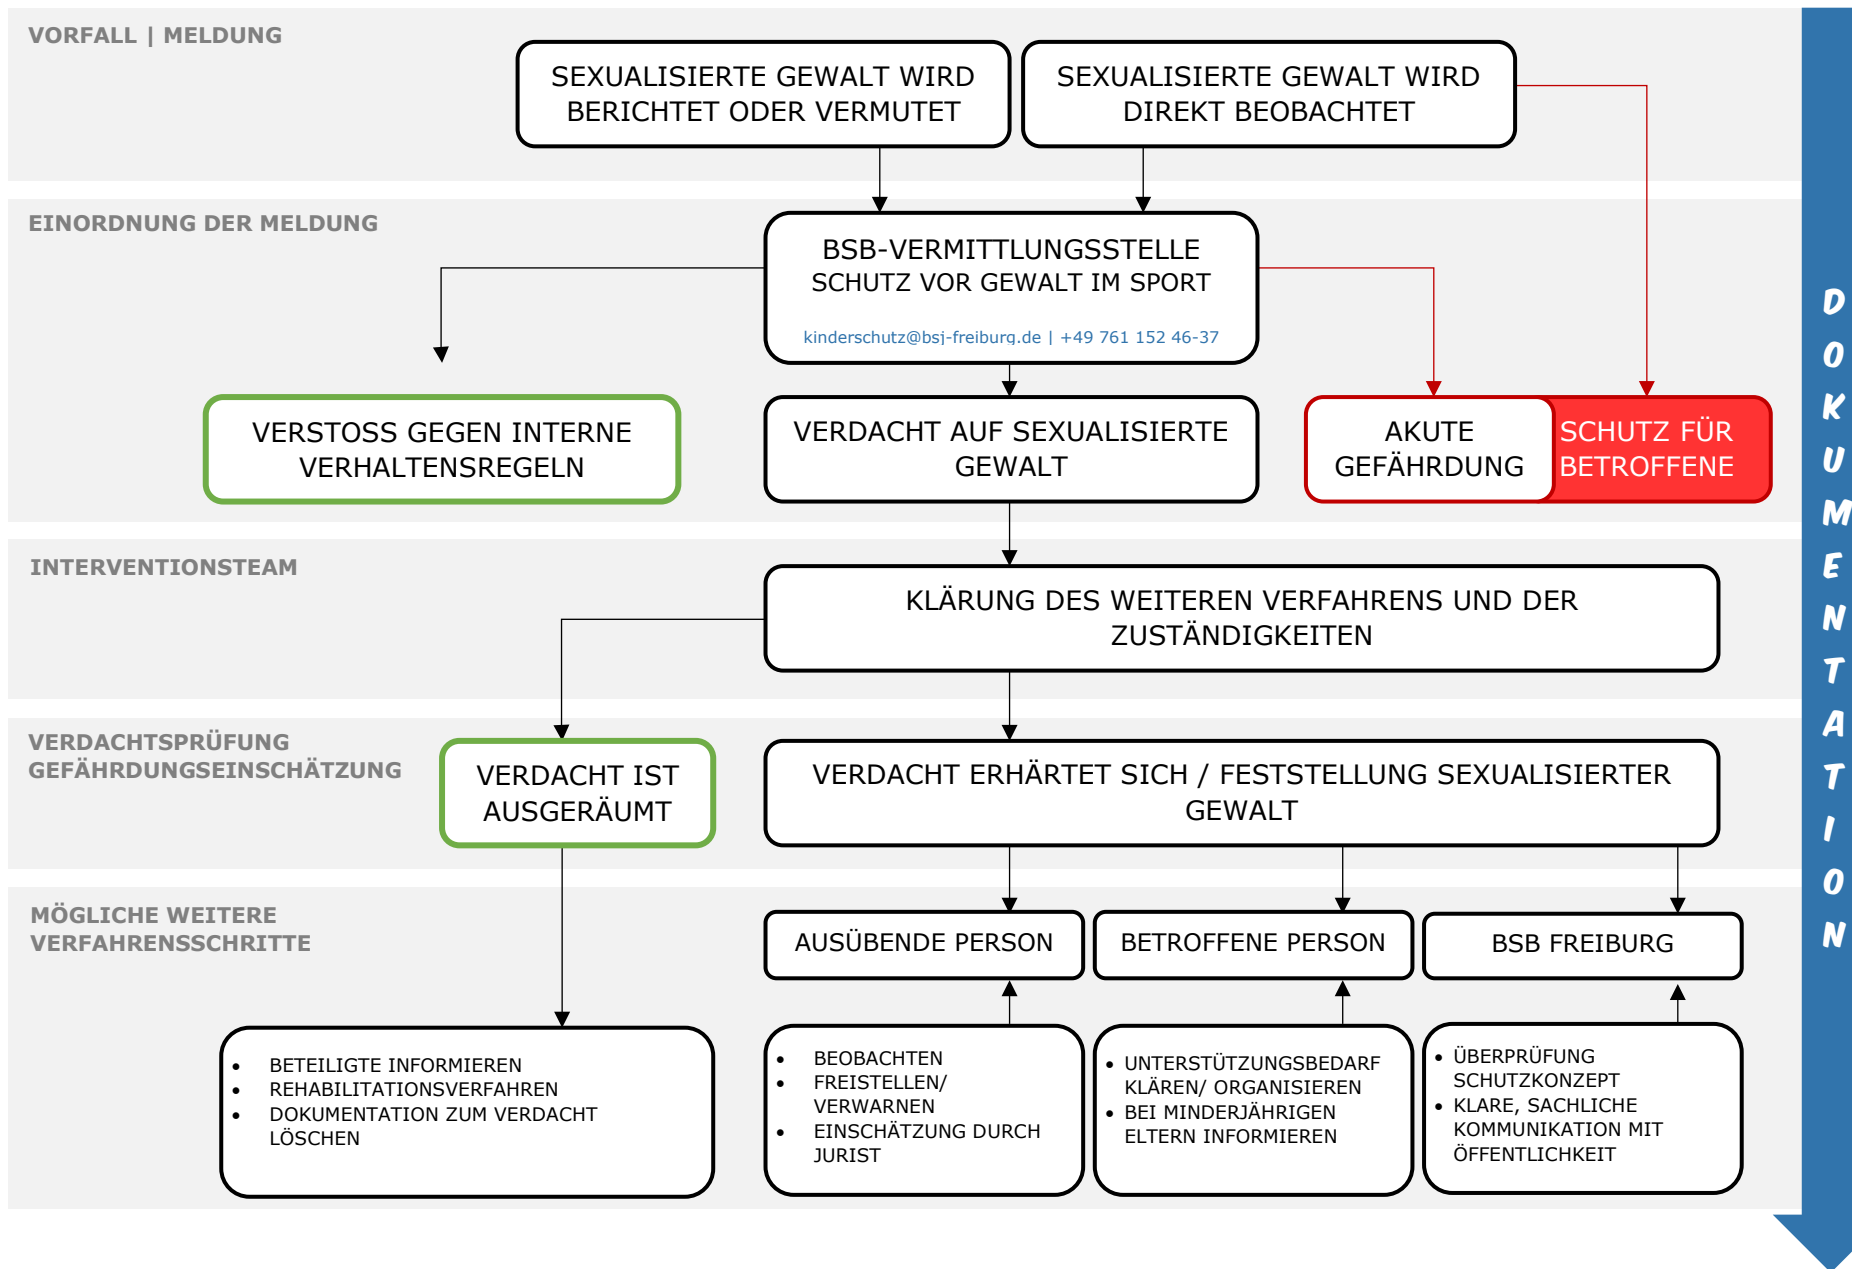 VORFALL | MELDUNG
SEXUALISIERTE GEWALT WIRD
BERICHTET ODER VERMUTET
SEXUALISIERTE GEWALT WIRD
DIREKT BEOBACHTET
EINORDNUNG DER MELDUNG
BSB-VERMITTLUNGSSTELLE
SCHUTZ VOR GEWALT IM SPORT
kinderschutz@bsj-freiburg.de | +49 761 152 46-37
VERSTOSS GEGEN INTERNE
VERHALTENSREGELN
VERDACHT AUF SEXUALISIERTE
GEWALT
AKUTE
GEFÄHRDUNG
SCHUTZ FÜR
BETROFFENE
INTERVENTIONSTEAM
KLÄRUNG DES WEITEREN VERFAHRENS UND DER
ZUSTÄNDIGKEITEN
VERDACHTSPRÜFUNG
GEFÄHRDUNGSEINSCHÄTZUNG
VERDACHT IST
AUSGERÄUMT
VERDACHT ERHÄRTET SICH / FESTSTELLUNG SEXUALISIERTER
GEWALT
MÖGLICHE WEITERE
VERFAHRENSSCHRITTE
AUSÜBENDE PERSON
BETROFFENE PERSON
BSB FREIBURG
• BETEILIGTE INFORMIEREN
• REHABILITATIONSVERFAHREN
• DOKUMENTATION ZUM VERDACHT
LÖSCHEN
• BEOBACHTEN
• FREISTELLEN/
VERWARNEN
• EINSCHÄTZUNG DURCH
JURIST
• UNTERSTÜTZUNGSBEDARF
KLÄREN/ ORGANISIEREN
• BEI MINDERJÄHRIGEN
ELTERN INFORMIEREN
• ÜBERPRÜFUNG
SCHUTZKONZEPT
• KLARE, SACHLICHE
KOMMUNIKATION MIT
ÖFFENTLICHKEIT
DOKUMENTATION